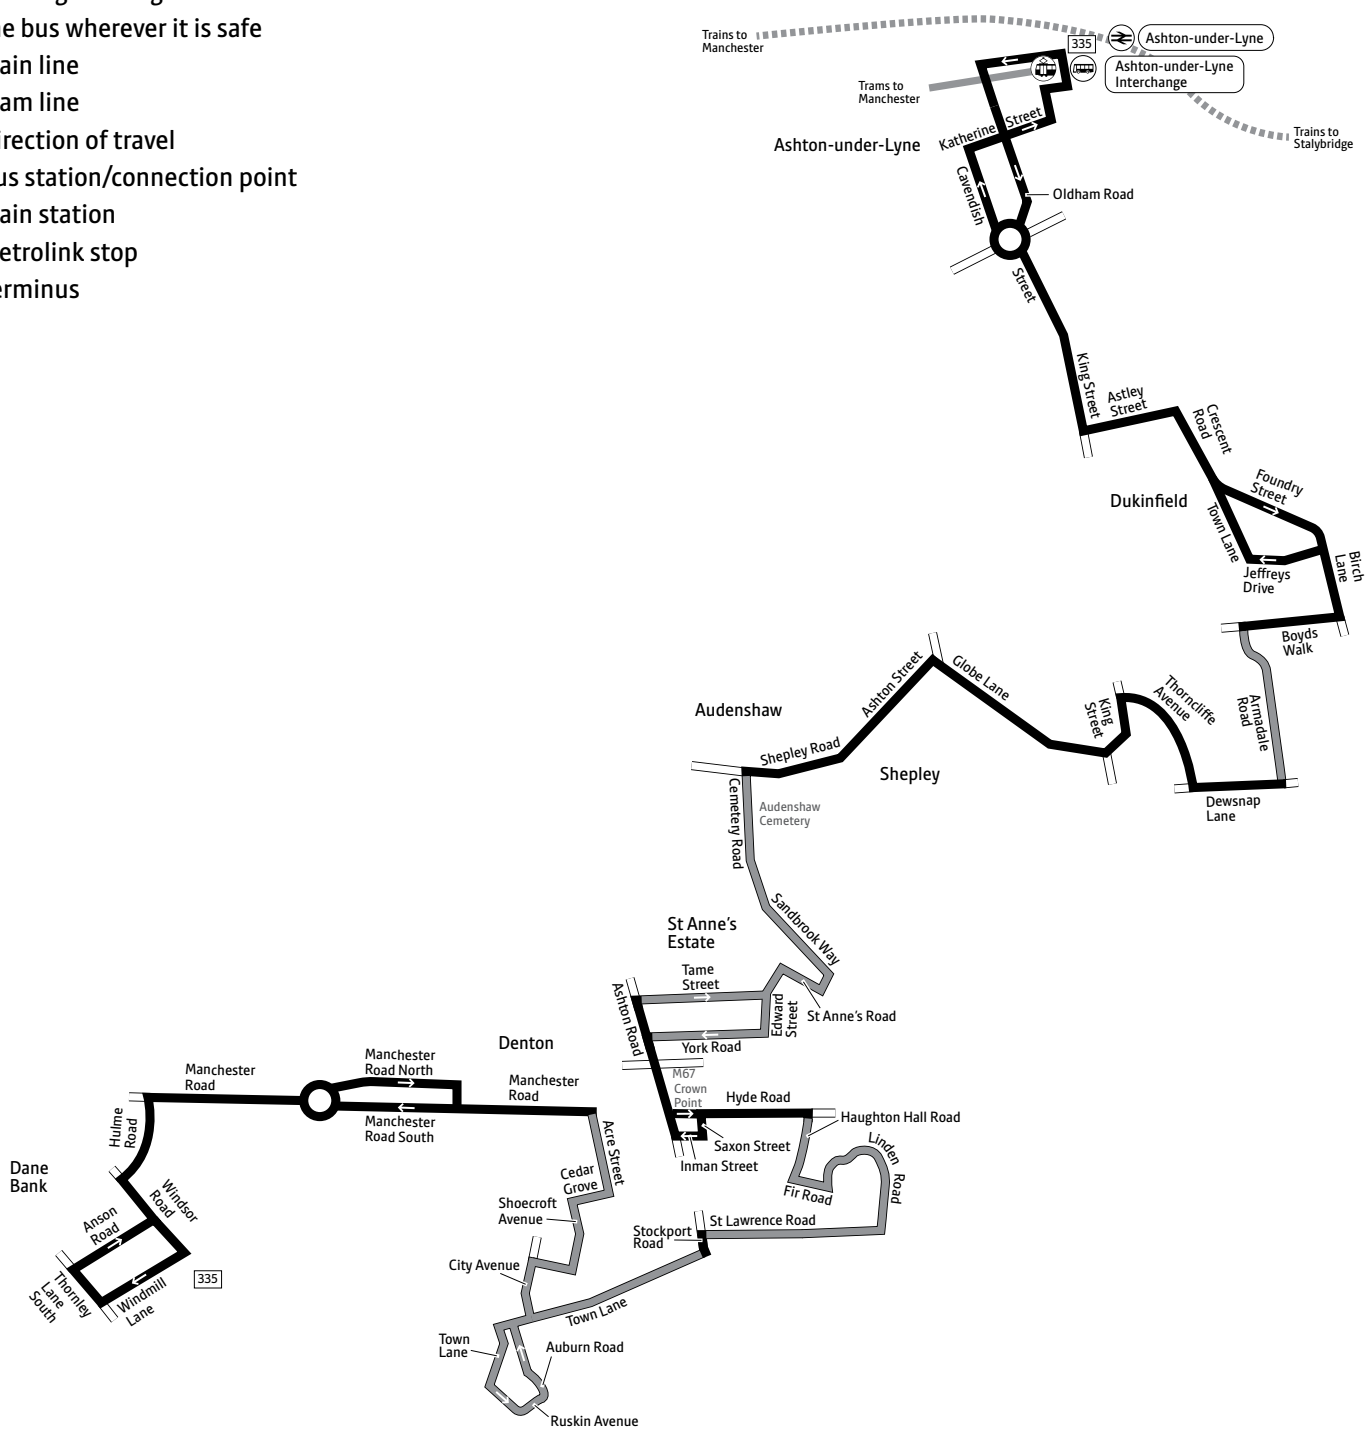 he bus wherever it is safe
ain line
am line
irection of travel
us station/connection point
ain station
etrolink stop
erminus
Trains to
Manchester
335
Ashton-under-Lyne
Ashton-under-Lyne
Interchange
Trams to
Manchester
Trains to
Stalybridge
Ashton-under-Lyne
Katherine Street
Cavendish
Street
Oldham Road
King Street
Astley
Street
Crescent
Road
Dukinfield
Foundry
Street
Town Lane
Jeffreys
Drive
Birch
Lane
Boyds
Walk
Armadale
Road
Thorncliffe
Avenue
King
Street
Dewsnap
Lane
Globe Lane
Ashton Street
Audenshaw
Shepley Road
Shepley
Cemetery Road
Audenshaw
Cemetery
Sandbrook Way
St Anne's
Estate
Tame
Street
St Anne's Road
Edward
Street
Ashton Road
York Road
M67
Crown
Point
Denton
Hyde Road
Haughton Hall Road
Saxon Street
Inman Street
Linden
Road
Fir Road
St Lawrence Road
Stockport
Road
Manchester
Road
Manchester
Road North
Manchester
Road
Manchester
Road South
Hulme
Road
Acre Street
Cedar
Grove
Shoecroft
Avenue
City Avenue
Town Lane
Town
Lane
Auburn Road
Ruskin Avenue
Dane
Bank
Windsor
Road
Anson
Road
Thornley
Lane
South
Windmill
Lane
335